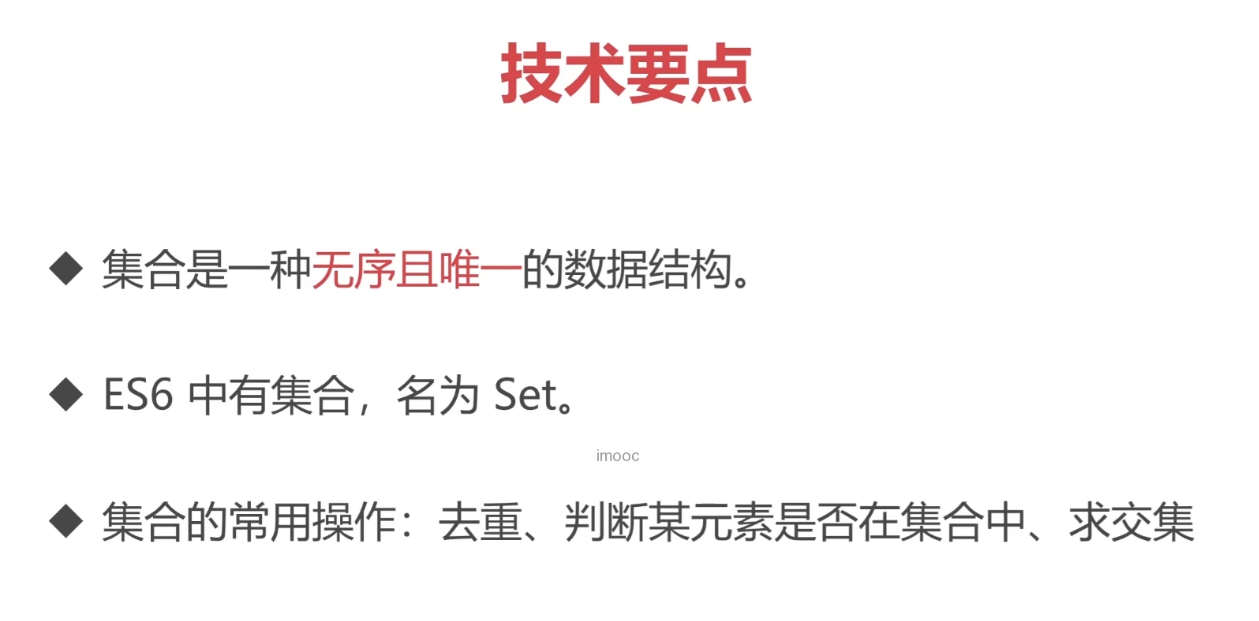 技术要点
◆ 集合是一种无序且唯一的数据结构。
◆ ES6 中有集合，名为 Set。
imooc
◆ 集合的常用操作：去重、判断某元素是否在集合中、求交集